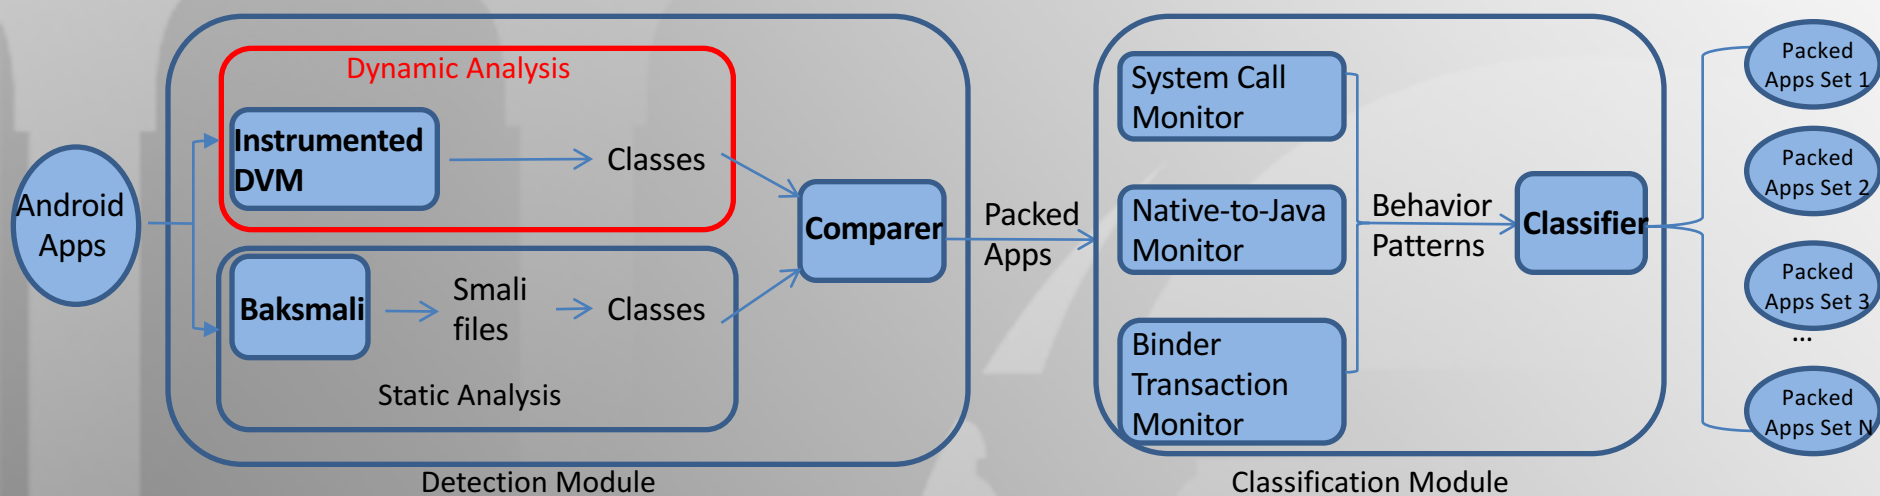 Android
Apps
Dynamic Analysis
Instrumented
DVM
Classes
Baksmali
Smali
files
Classes
Static Analysis
Comparer
Detection Module
Packed
Apps
System Call
Monitor
Native-to-Java
Monitor
Binder
Transaction
Monitor
Behavior
Patterns
Classifier
Classification Module
Packed
Apps Set 1
Packed
Apps Set 2
Packed
Apps Set 3
...
Packed
Apps Set N